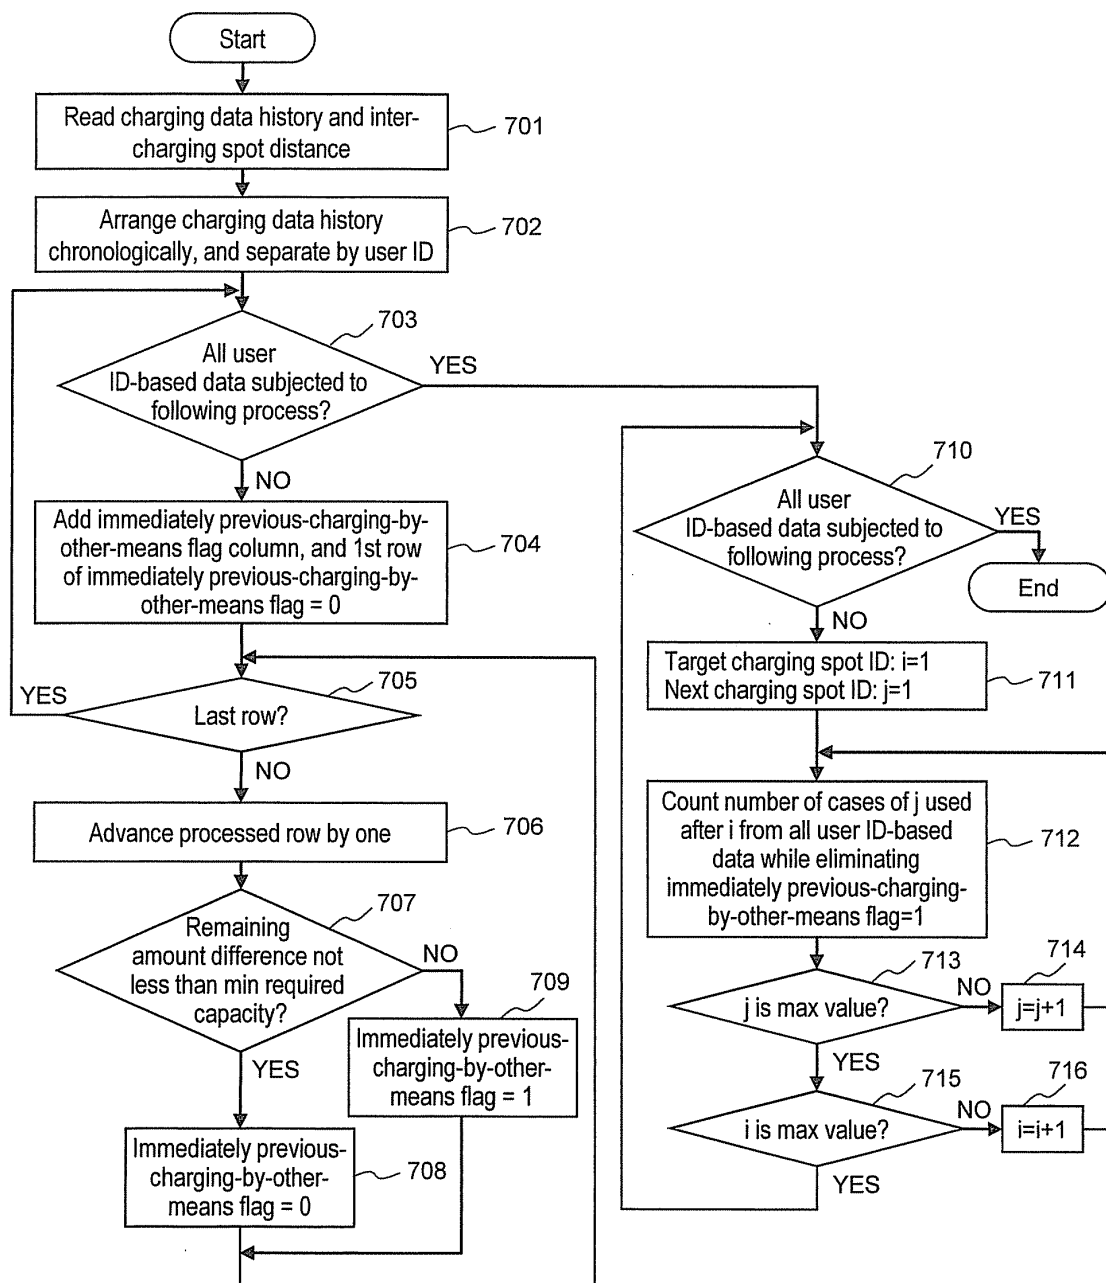 Start
Read charging data history and inter-
charging spot distance
701
Arrange charging data history
chronologically, and separate by user ID
702
703
All user
ID-based data subjected to
following process?
YES
NO
Add immediately previous-charging-by-
other-means flag column, and 1st row
of immediately previous-charging-by-
other-means flag = 0
704
705
YES
Last row?
NO
Advance processed row by one
706
707
Remaining
amount difference not
less than min required
capacity?
NO
YES
709
Immediately previous-
charging-by-other-
means flag = 1
Immediately previous-
charging-by-other-
means flag = 0
708
710
All user
ID-based data subjected to
following process?
YES
End
NO
Target charging spot ID: i=1
Next charging spot ID: j=1
711
Count number of cases of j used
after i from all user ID-based
data while eliminating
immediately previous-charging-
by-other-means flag=1
712
713
j is max value?
NO
714
j=j+1
YES
715
i is max value?
NO
716
i=i+1
YES